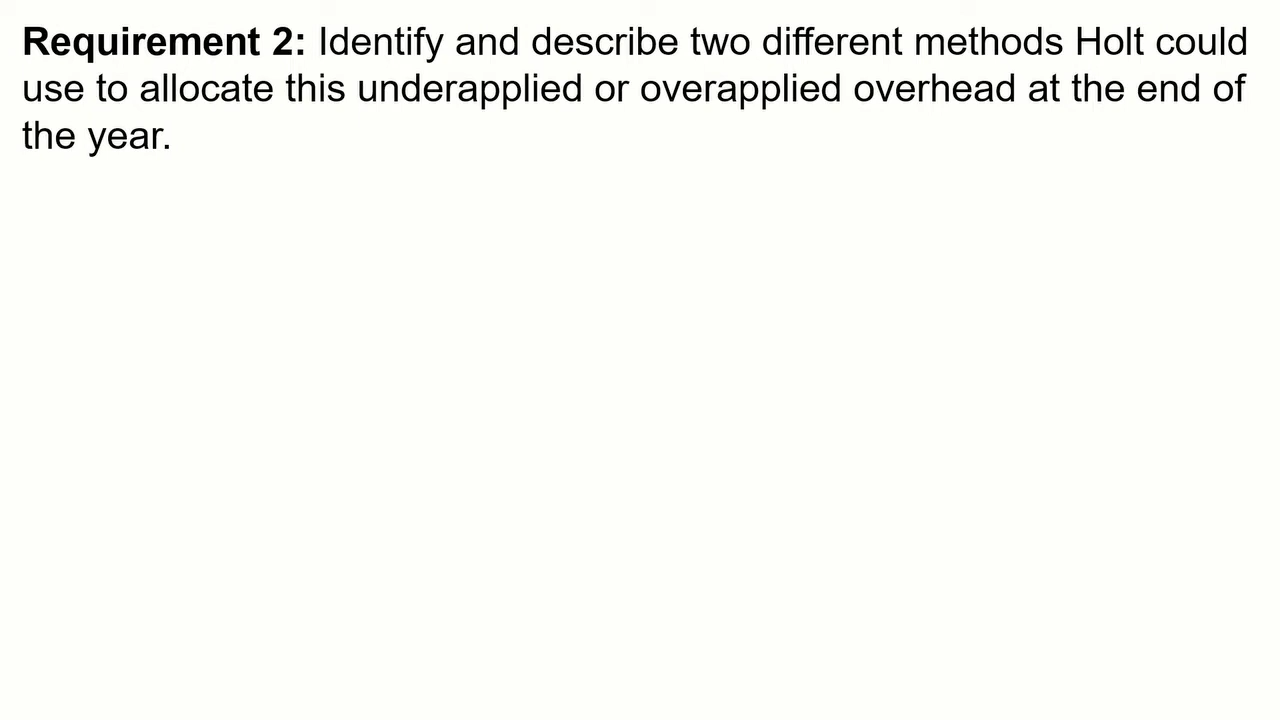 Requirement 2: Identify and describe two different methods Holt could
use to allocate this underapplied or overapplied overhead at the end of
the year.